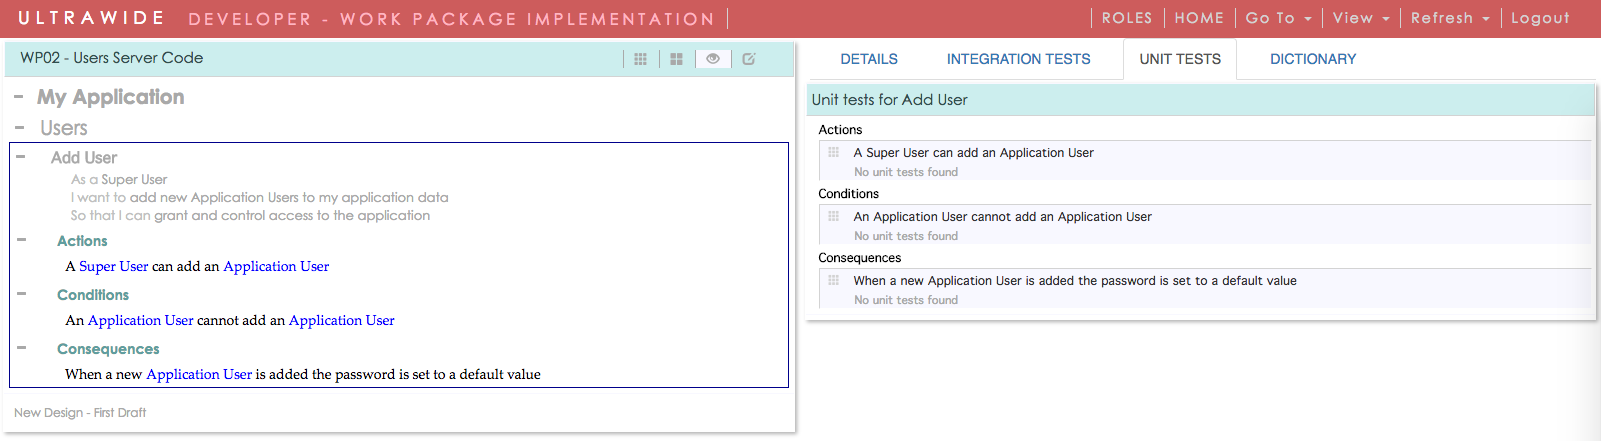 ULTRAWIDE DEVELOPER - WORK PACKAGE IMPLEMENTATION
ROLES HOME Go To View Refresh Logout
WP02 - Users Server Code
My Application
Users
Add User
As a Super User
I want to add new Application Users to my application data
So that I can grant and control access to the application
Actions
A Super User can add an Application User
Conditions
An Application User cannot add an Application User
Consequences
When a new Application User is added the password is set to a default value
New Design - First Draft
DETAILS INTEGRATION TESTS UNIT TESTS DICTIONARY
Unit tests for Add User
Actions
A Super User can add an Application User
No unit tests found
Conditions
An Application User cannot add an Application User
No unit tests found
Consequences
When a new Application User is added the password is set to a default value
No unit tests found